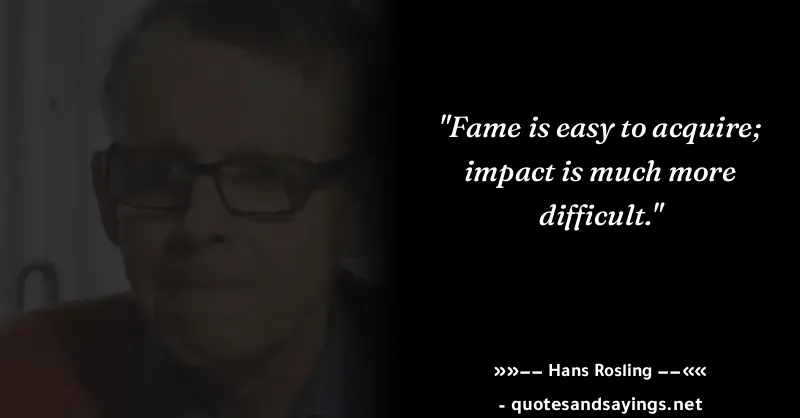 "Fame is easy to acquire;
impact is much more
difficult."
»»−− Hans Rosling −−««
- quotesandsayings.net